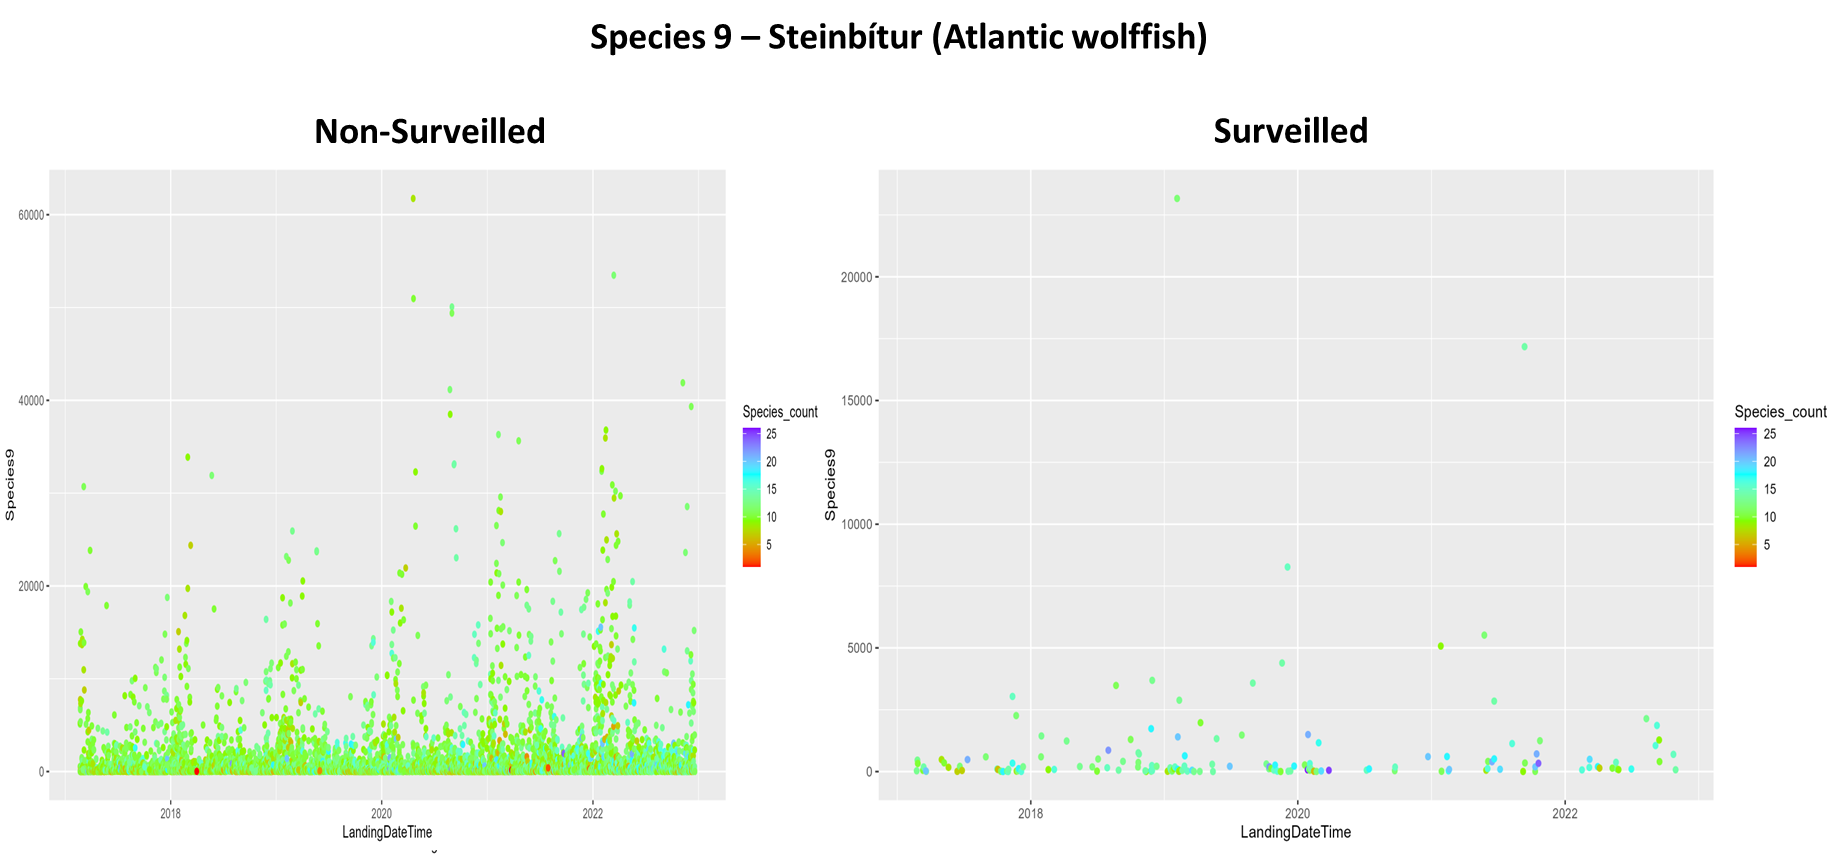 Species 9 – Steinbítur (Atlantic wolffish)
Non-Surveilled
Surveilled
60000
40000
20000
0
Species9
2018
2020
2022
LandingDateTime
Species_count
25
20
15
10
5
20000
15000
10000
5000
0
Species9
2018
2020
2022
LandingDateTime
Species_count
25
20
15
10
5